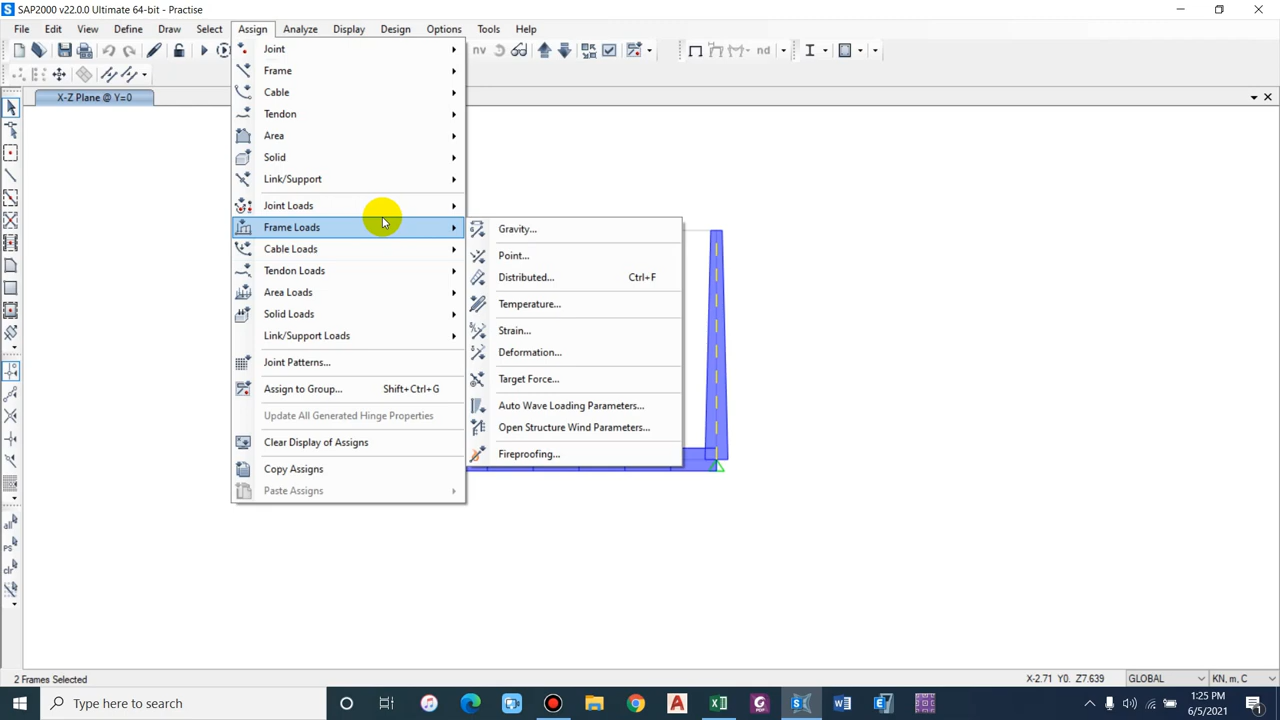 SAP2000 v22.0.0 Ultimate 64-bit - Practise
File Edit View Define Draw Select Assign Analyze Display Design Options Tools Help
nv
nd
X-Z Plane @ Y=0
Joint
Frame
Cable
Tendon
Area
Solid
Link/Support
Joint Loads
Frame Loads
Cable Loads
Tendon Loads
Area Loads
Solid Loads
Link/Support Loads
Joint Patterns...
Assign to Group... Shift+Ctrl+G
Update All Generated Hinge Properties
Clear Display of Assigns
Copy Assigns
Paste Assigns
Gravity...
Point...
Distributed... Ctrl+F
Temperature...
Strain...
Deformation...
Target Force...
Auto Wave Loading Parameters...
Open Structure Wind Parameters...
Fireproofing...
all
PS
clr
2 Frames Selected
X-2.71 Y0. Z7.639
GLOBAL
KN, m, C
Type here to search
1:25 PM
6/5/2021